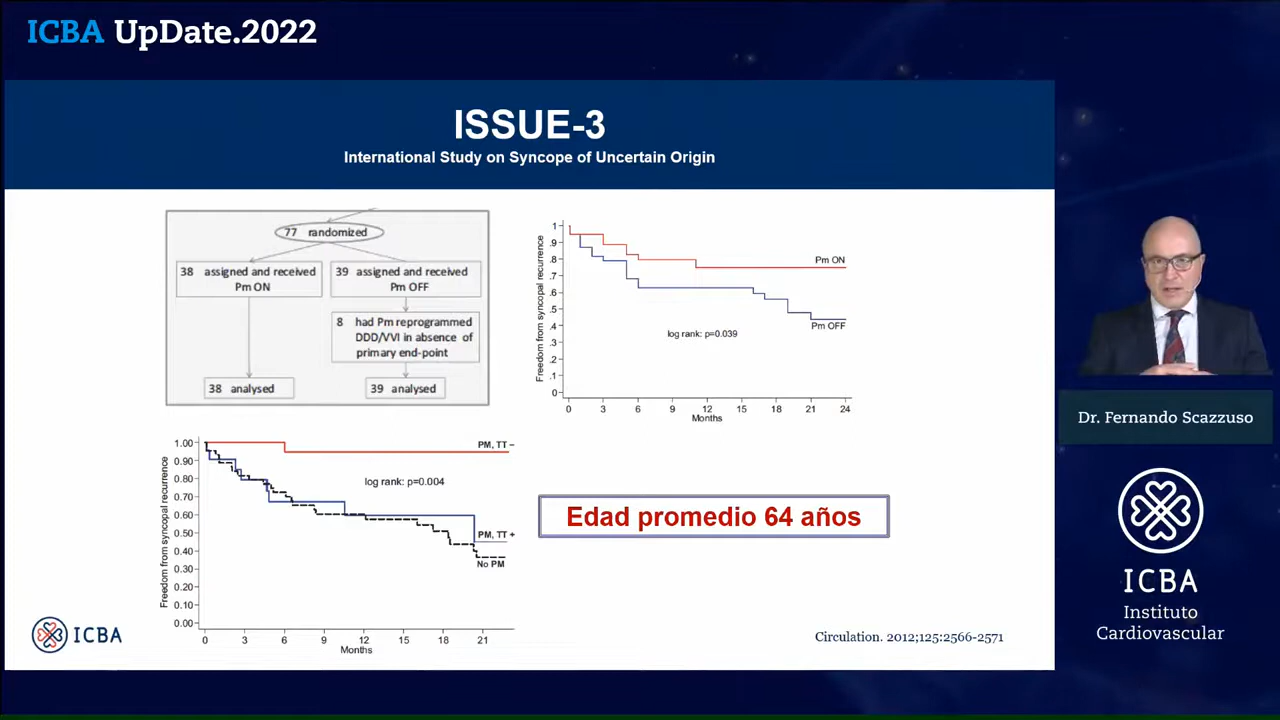 ICBA UpDate.2022
ISSUE-3
International Study on Syncope of Uncertain Origin
77 randomized
38 assigned and received
Pm ON
39 assigned and received
Pm OFF
8 had Pm reprogrammed
DDD/VVI in absence of
primary end-point
38 analysed
39 analysed
Freedom from syncopal recurrence
1
.9
.8
.7
.6
.5
.4
.3
.2
.1
0
Pm ON
Pm OFF
log rank: p=0.039
0 3 6 9 12 15 18 21 24
Months
Freedom from syncopal recurrence
1.00
0.90
0.80
0.70
0.60
0.50
0.40
0.30
0.20
0.10
0.00
PM, TT –
log rank: p=0.004
PM, TT +
No PM
0 3 6 9 12 15 18 21
Months
Edad promedio 64 años
Circulation. 2012;125:2566-2571
ICBA
Dr. Fernando Scazzuso
ICBA
Instituto
Cardiovascular